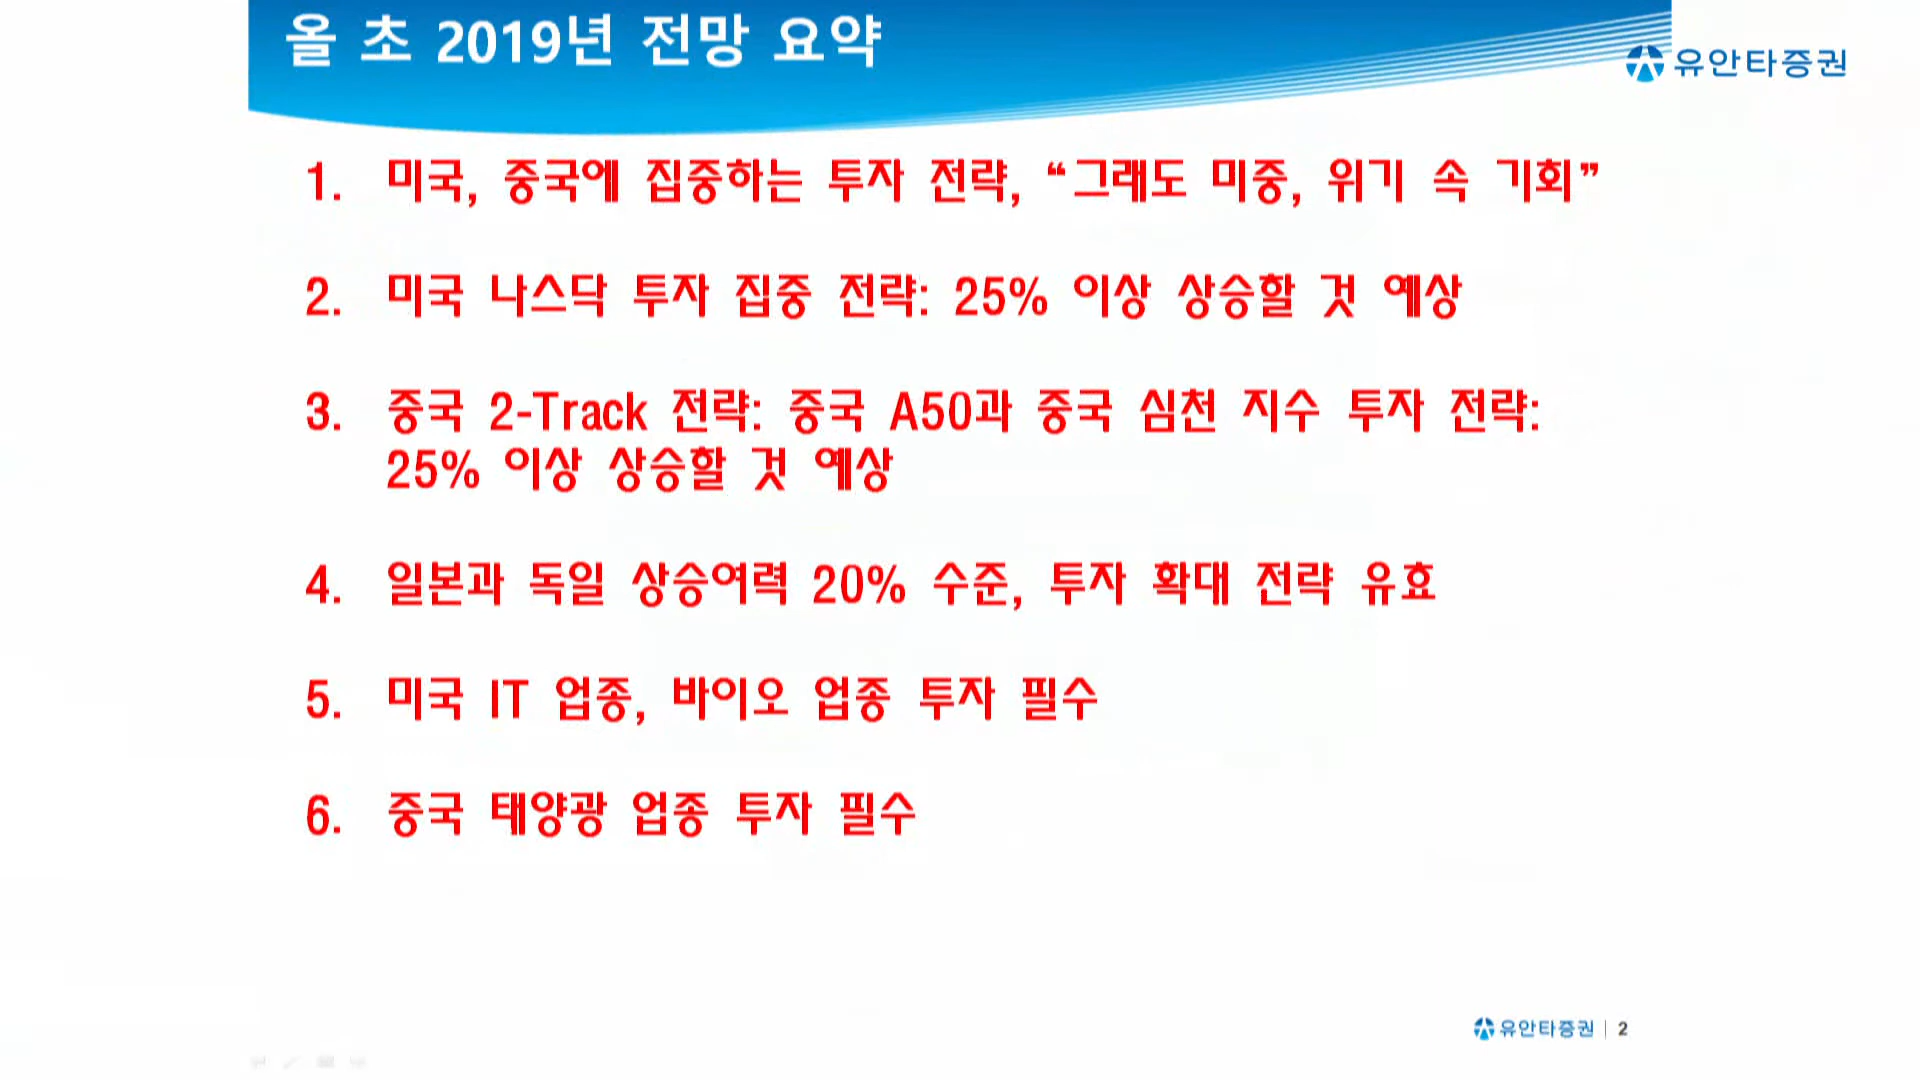 올 초 2019년 전망 요약
유안타증권
1. 미국, 중국에 집중하는 투자 전략, “그래도 미중, 위기 속 기회”
2. 미국 나스닥 투자 집중 전략: 25% 이상 상승할 것 예상
3. 중국 2-Track 전략: 중국 A50과 중국 심천 지수 투자 전략:
25% 이상 상승할 것 예상
4. 일본과 독일 상승여력 20% 수준, 투자 확대 전략 유효
5. 미국 IT 업종, 바이오 업종 투자 필수
6. 중국 태양광 업종 투자 필수
유안타증권 | 2